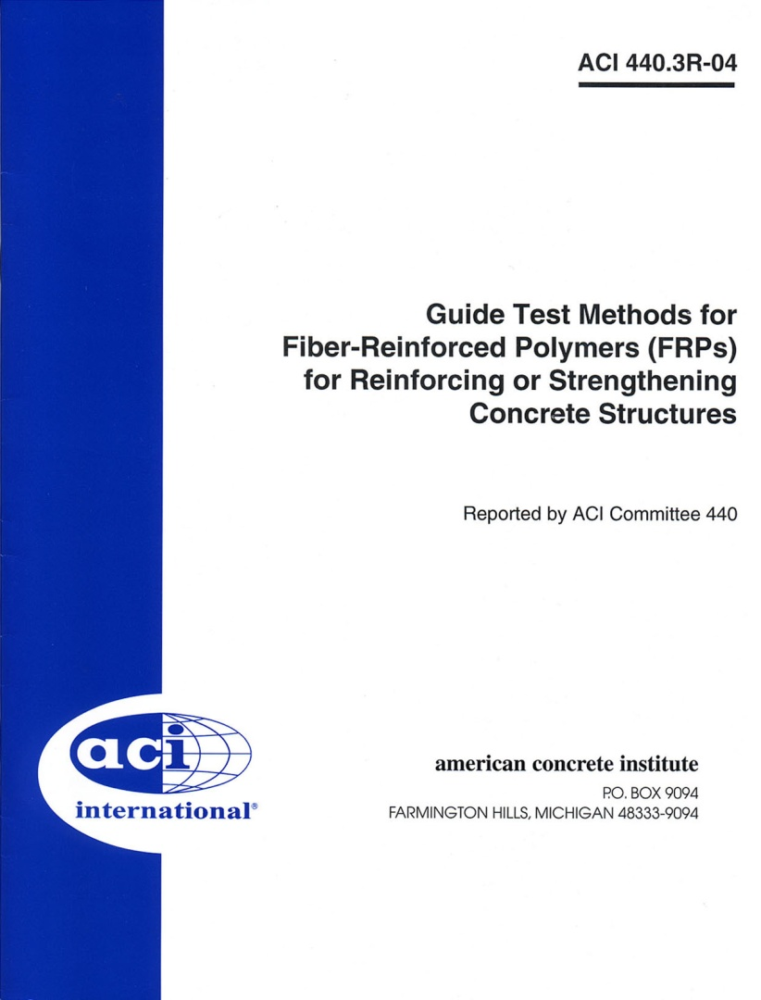 ACI 440.3R-04
Guide Test Methods for
Fiber-Reinforced Polymers (FRPs)
for Reinforcing or Strengthening
Concrete Structures
Reported by ACI Committee 440
aci
international®
american concrete institute
P.O. BOX 9094
FARMINGTON HILLS, MICHIGAN 48333-9094